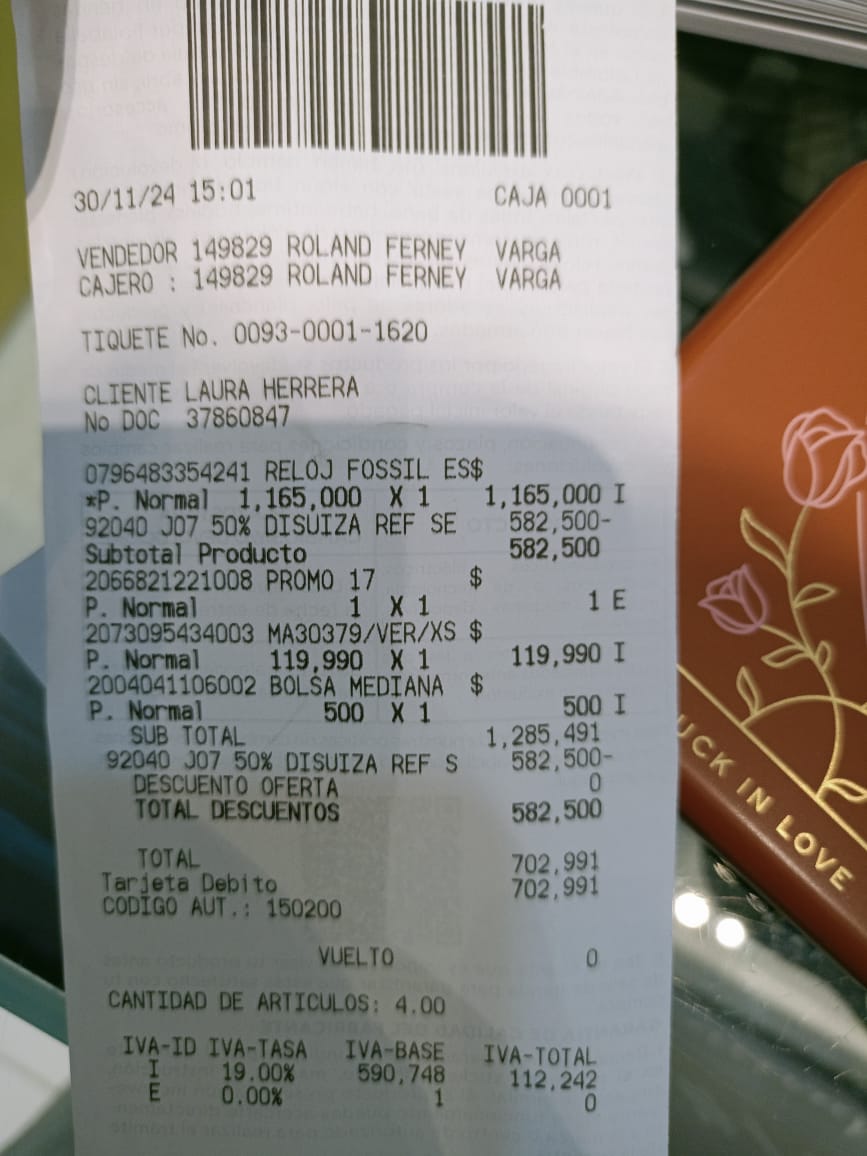 30/11/24 15:01 CAJA 0001
VENDEDOR 149829 ROLAND FERNEY VARGA
CAJERO : 149829 ROLAND FERNEY VARGA
TIQUETE No. 0093-0001-1620
CLIENTE LAURA HERRERA
No DOC 37860847
0796483354241 RELOJ FOSSIL ES$
*P. Normal 1,165,000 X 1 1,165,000 I
92040 J07 50% DISUIZA REF SE 582,500-
Subtotal Producto 582,500
2066821221008 PROMO 17 $
P. Normal 1 X 1 1 E
2073095434003 MA30379/VER/XS $
P. Normal 119,990 X 1 119,990 I
2004041106002 BOLSA MEDIANA $
P. Normal 500 X 1 500 I
SUB TOTAL 1,285,491
92040 J07 50% DISUIZA REF S 582,500-
DESCUENTO OFERTA 0
TOTAL DESCUENTOS 582,500
TOTAL 702,991
Tarjeta Debito 702,991
CODIGO AUT.: 150200
VUELTO 0
CANTIDAD DE ARTICULOS: 4.00
IVA-ID IVA-TASA IVA-BASE IVA-TOTAL
I 19.00% 590,748 112,242
E 0.00% 1 0
UCK IN LOVE